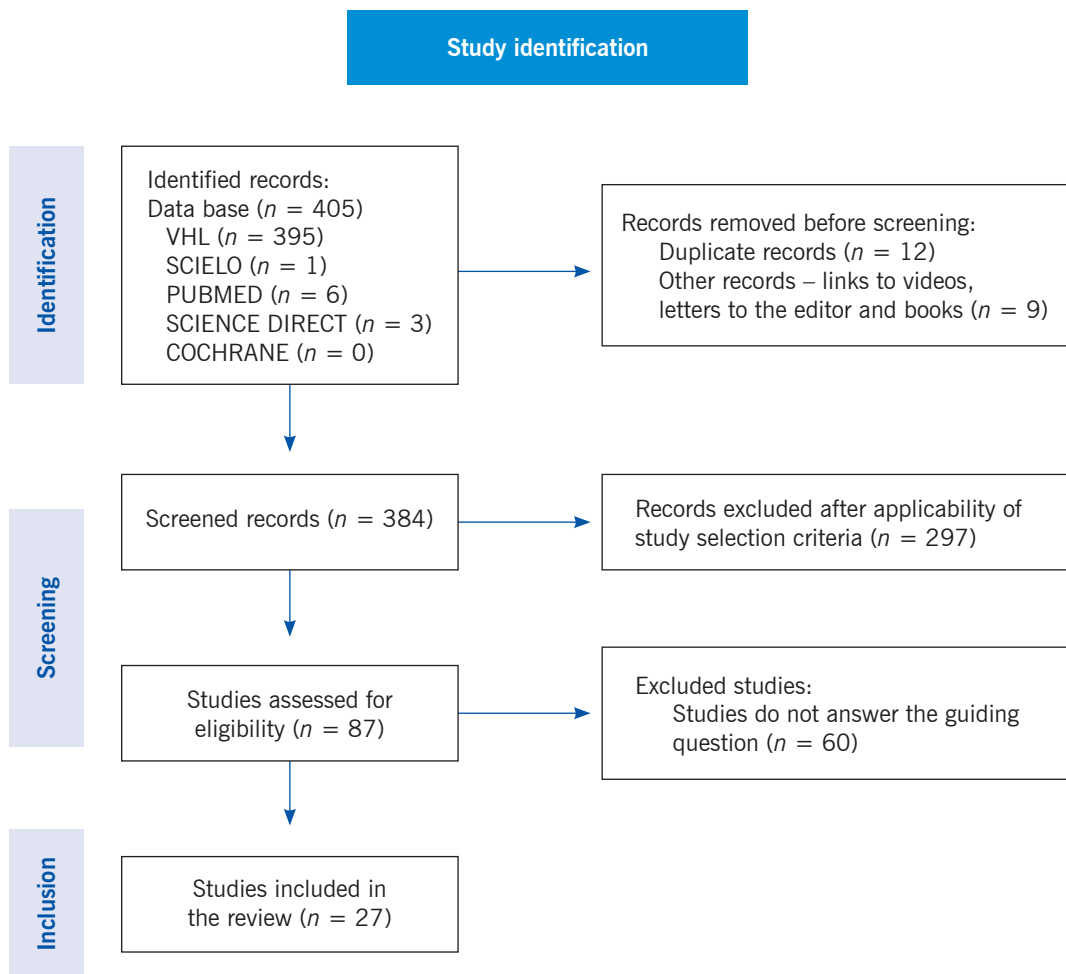 Study identification
Identification
Identified records:
Data base (n = 405)
VHL (n = 395)
SCIELO (n = 1)
PUBMED (n = 6)
SCIENCE DIRECT (n = 3)
COCHRANE (n = 0)
Records removed before screening:
Duplicate records (n = 12)
Other records – links to videos,
letters to the editor and books (n = 9)
Screening
Screened records (n = 384)
Records excluded after applicability of
study selection criteria (n = 297)
Studies assessed for
eligibility (n = 87)
Excluded studies:
Studies do not answer the guiding
question (n = 60)
Inclusion
Studies included in
the review (n = 27)